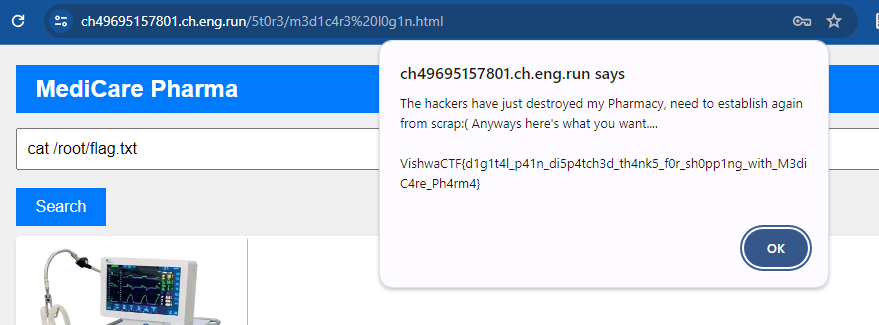 ch49695157801.ch.eng.run/5t0r3/m3d1c4r3%20l0g1n.html
ch49695157801.ch.eng.run says
MediCare Pharma
The hackers have just destroyed my Pharmacy, need to establish again
from scrap:( Anyways here's what you want....
cat /root/flag.txt
VishwaCTF{d1g1t4l_p41n_di5p4tch3d_th4nk5_f0r_sh0pp1ng_with_M3di
C4re_Ph4rm4}
Search
OK